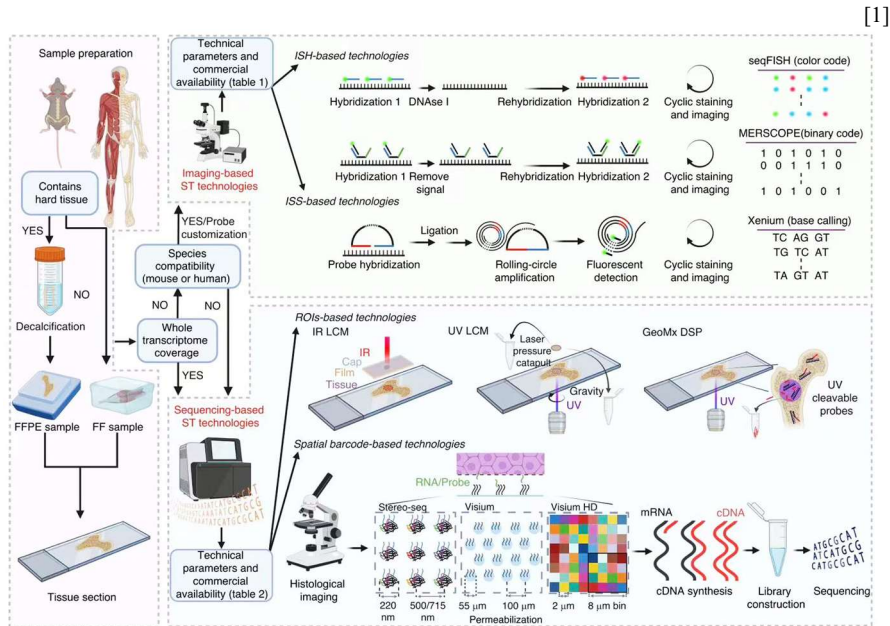 [1]
Sample preparation
Contains
hard tissue
YES
NO
Decalcification
FFPE sample
FF sample
Tissue section
Technical
parameters and
commercial
availability (table 1)
Imaging-based
ST technologies
YES/Probe
customization
Species
compatibility
(mouse or human)
NO
NO
Whole
transcriptome
coverage
YES
Sequencing-based
ST technologies
Technical
parameters and
commercial
availability (table 2)
ISH-based technologies
Hybridization 1
DNAse I
Rehybridization
Hybridization 2
Cyclic staining
and imaging
seqFISH (color code)
Hybridization 1
Remove
signal
Rehybridization
Hybridization 2
Cyclic staining
and imaging
MERSCOPE(binary code)
1 0 1 0 1 0
0 0 1 1 1 0
1 0 1 0 0 1
ISS-based technologies
Probe hybridization
Ligation
Rolling-circle
amplification
Fluorescent
detection
Cyclic staining
and imaging
Xenium (base calling)
TC AG GT
TG TC AT
TA GT AT
ROIs-based technologies
IR LCM
IR
Cap
Film
Tissue
UV LCM
Laser
pressure
catapult
Gravity
UV
GeoMx DSP
UV
UV
cleavable
probes
Spatial barcode-based technologies
Histological
imaging
RNA/Probe
Stereo-seq
Visium
Visium HD
220
nm
500/715
nm
55 μm
100 μm
2 μm
8 μm bin
Permeabilization
mRNA
cDNA
cDNA synthesis
Library
construction
ATGCGCAT
ATCATGCG
CATGCGCAT
Sequencing